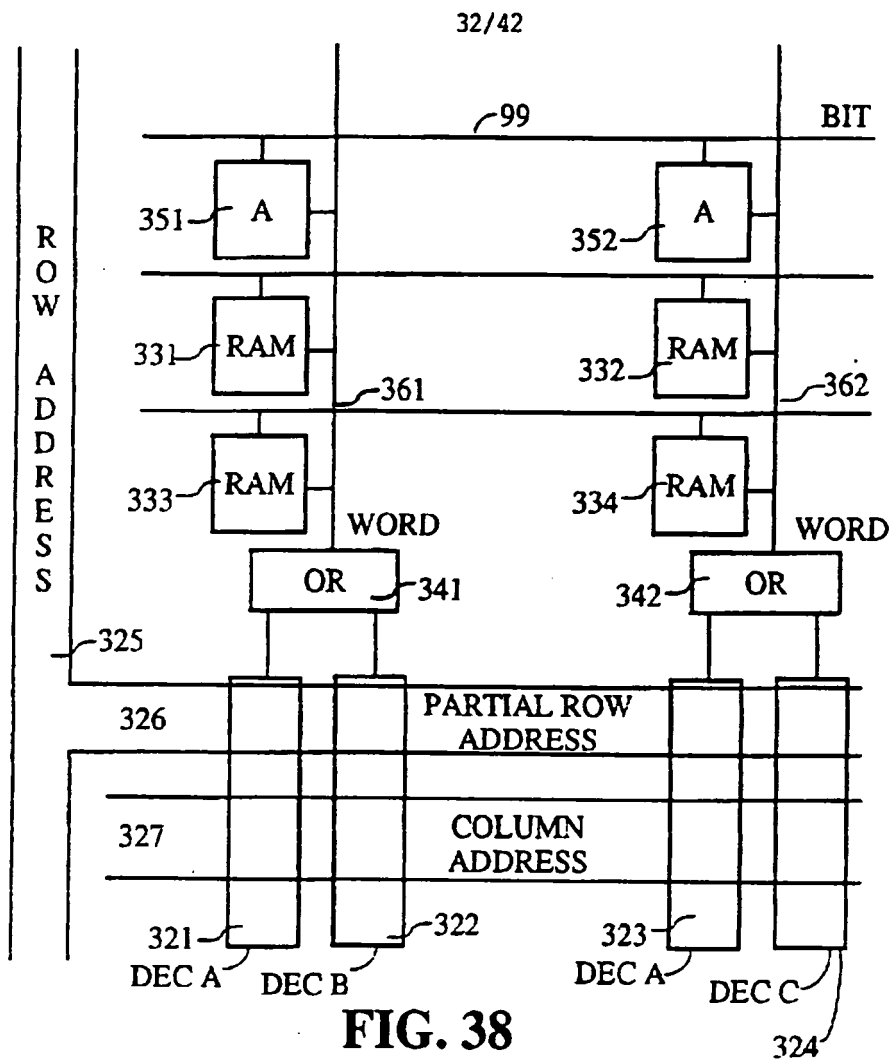 32/42
99
BIT
A
351
A
352
ROW ADDRESS
331
RAM
361
332
RAM
362
333
RAM
334
RAM
WORD
WORD
OR
341
342
OR
325
326
PARTIAL ROW
ADDRESS
327
COLUMN
ADDRESS
321
322
323
DEC A
DEC B
DEC A
DEC C
324
FIG. 38